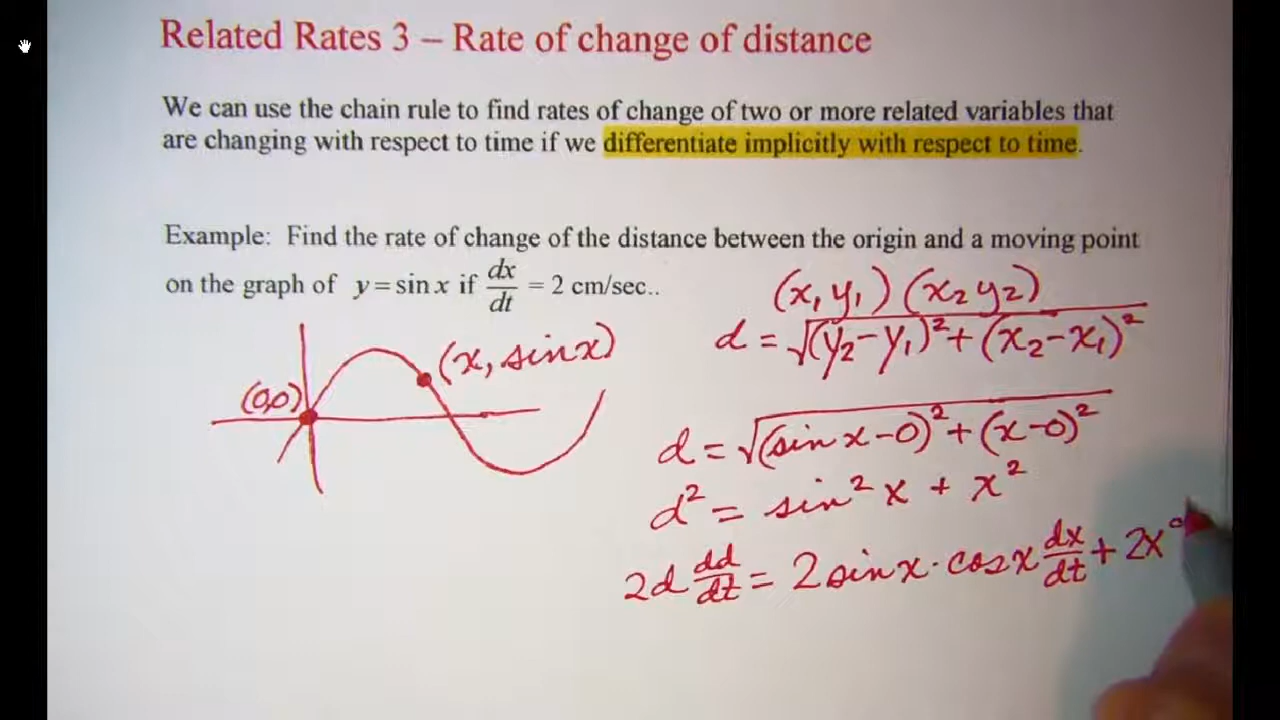 Related Rates 3 – Rate of change of distance
We can use the chain rule to find rates of change of two or more related variables that
are changing with respect to time if we differentiate implicitly with respect to time.
Example: Find the rate of change of the distance between the origin and a moving point
on the graph of y = sin x if dx/dt = 2 cm/sec..
(x, y₁) (x₂ y₂)
d = √(y₂ − y₁)² + (x₂ − x₁)²
(x, sin x)
(0,0)
d = √(sin x − 0)² + (x − 0)²
d² = sin² x + x²
2d dd/dt = 2 sin x · cos x dx/dt + 2x